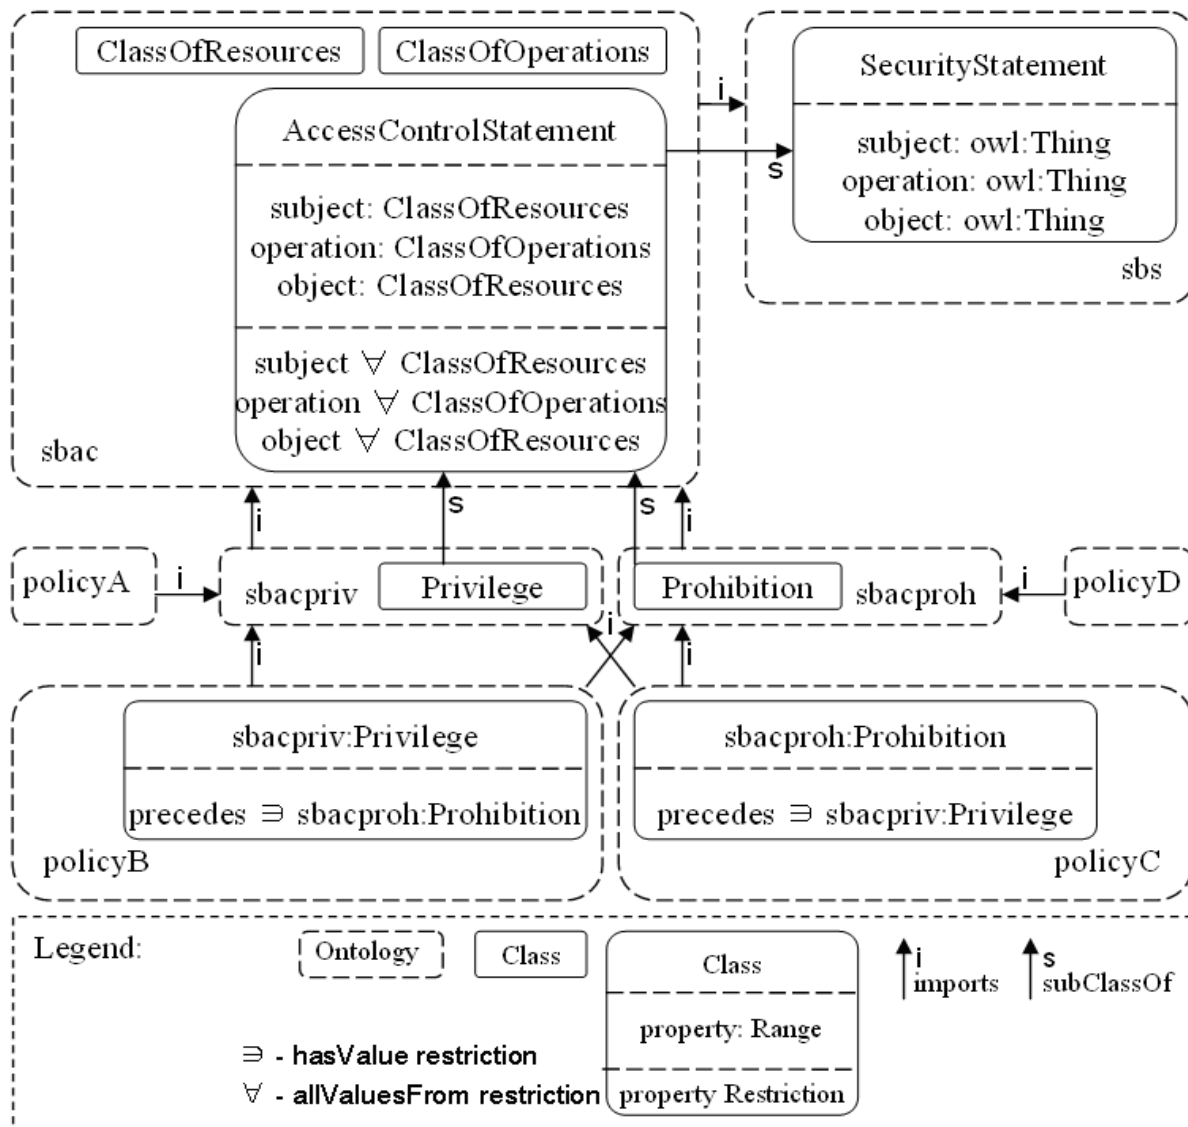 ClassOfResources
ClassOfOperations
AccessControlStatement
subject: ClassOfResources
operation: ClassOfOperations
object: ClassOfResources
subject ∀ ClassOfResources
operation ∀ ClassOfOperations
object ∀ ClassOfResources
sbac
i
s
SecurityStatement
subject: owl:Thing
operation: owl:Thing
object: owl:Thing
sbs
i
s
s
i
policyA
i
sbacpriv
Privilege
Prohibition
sbacproh
i
policyD
i
i
i
sbacpriv:Privilege
precedes ∋ sbacproh:Prohibition
policyB
sbacproh:Prohibition
precedes ∋ sbacpriv:Privilege
policyC
Legend:
Ontology
Class
Class
property: Range
property Restriction
i
imports
s
subClassOf
∋ - hasValue restriction
∀ - allValuesFrom restriction